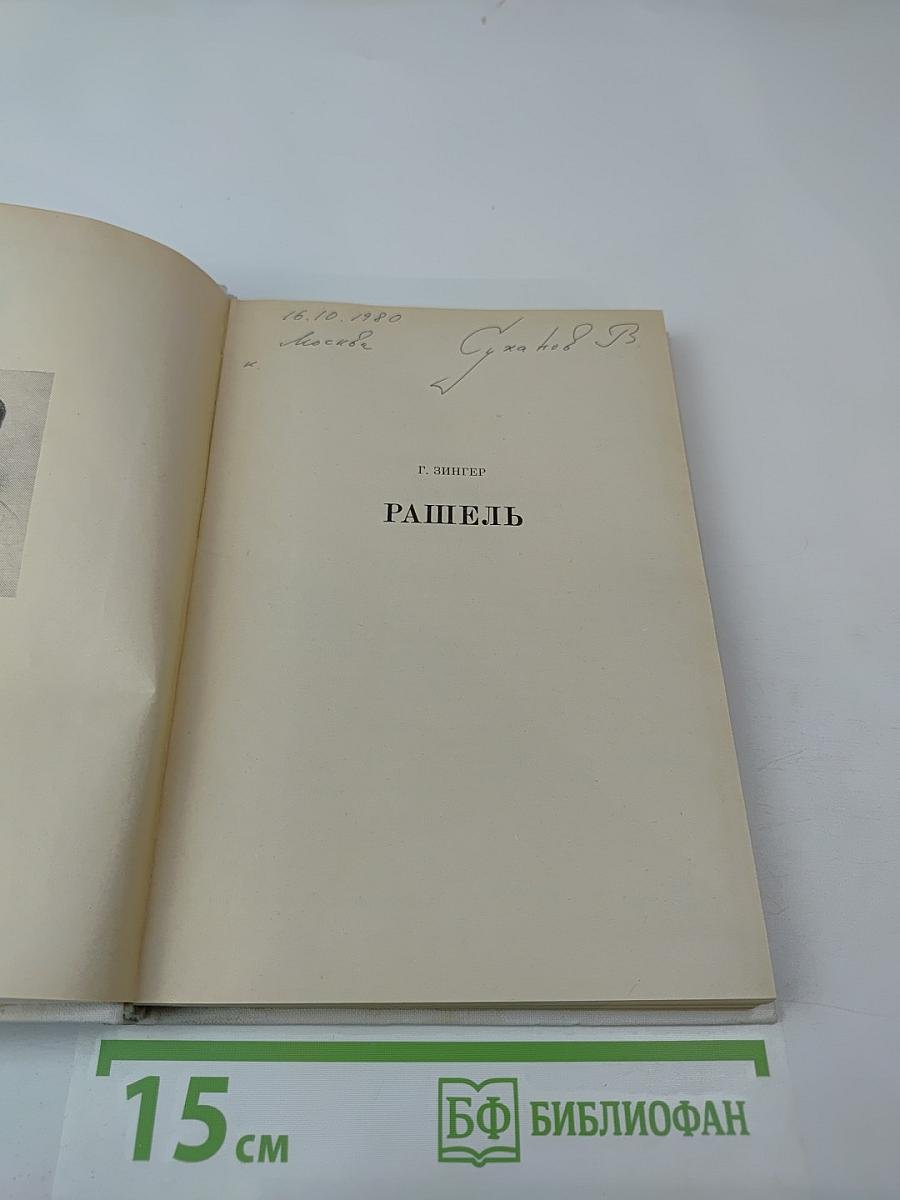 16.10.1980
Москва
Суханов В.
к.
Г. ЗИНГЕР
РАШЕЛЬ
15 см
БФ БИБЛИОФАН